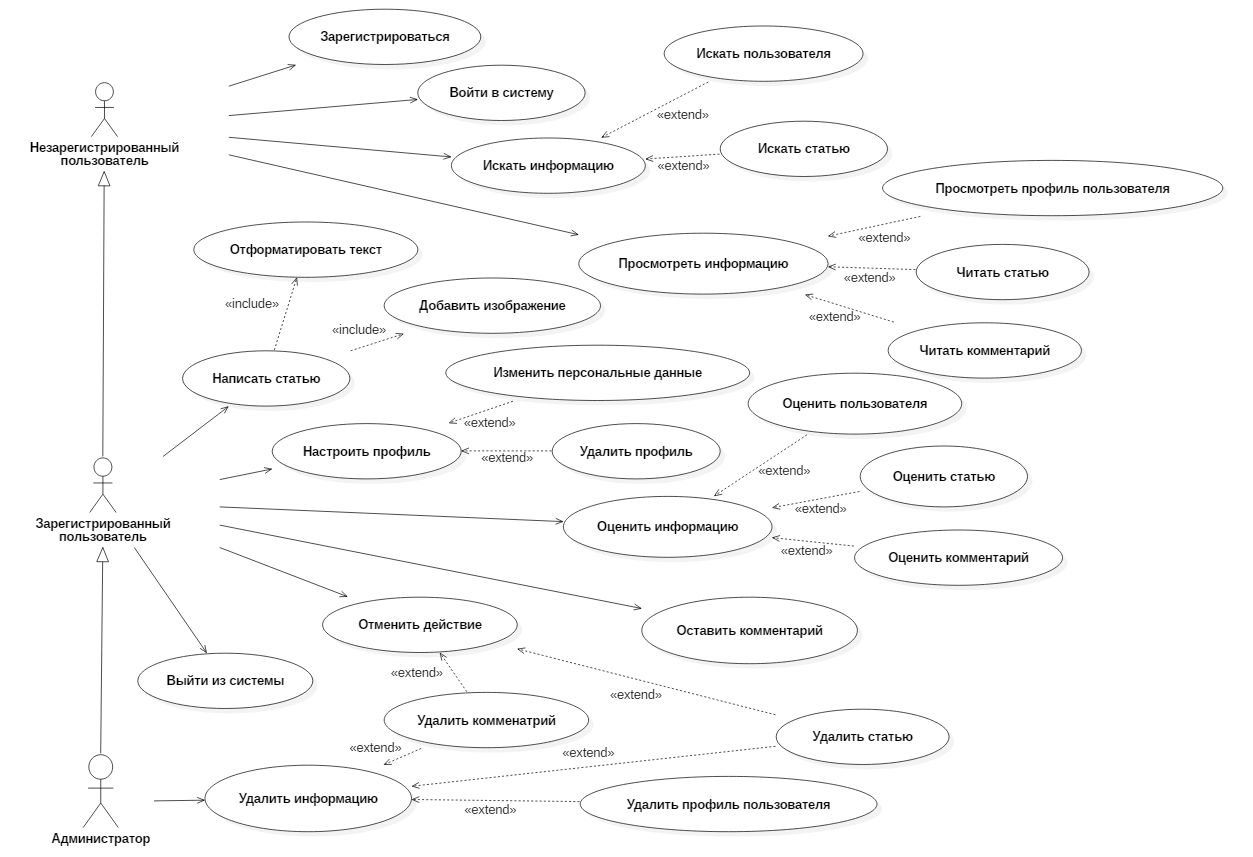 Зарегистрироваться
Искать пользователя
Войти в систему
«extend»
Незарегистрированный
пользователь
Искать информацию
Искать статью
«extend»
Просмотреть профиль пользователя
«extend»
Отформатировать текст
Просмотреть информацию
Читать статью
«extend»
«include»
Добавить изображение
«extend»
«include»
Читать комментарий
Написать статью
Изменить персональные данные
Оценить пользователя
«extend»
Настроить профиль
Удалить профиль
«extend»
«extend»
Оценить статью
«extend»
Зарегистрированный
пользователь
Оценить информацию
«extend»
Оценить комментарий
Отменить действие
Оставить комментарий
Выйти из системы
«extend»
«extend»
Удалить комменатрий
Удалить статью
«extend»
«extend»
Удалить информацию
Удалить профиль пользователя
«extend»
Администратор